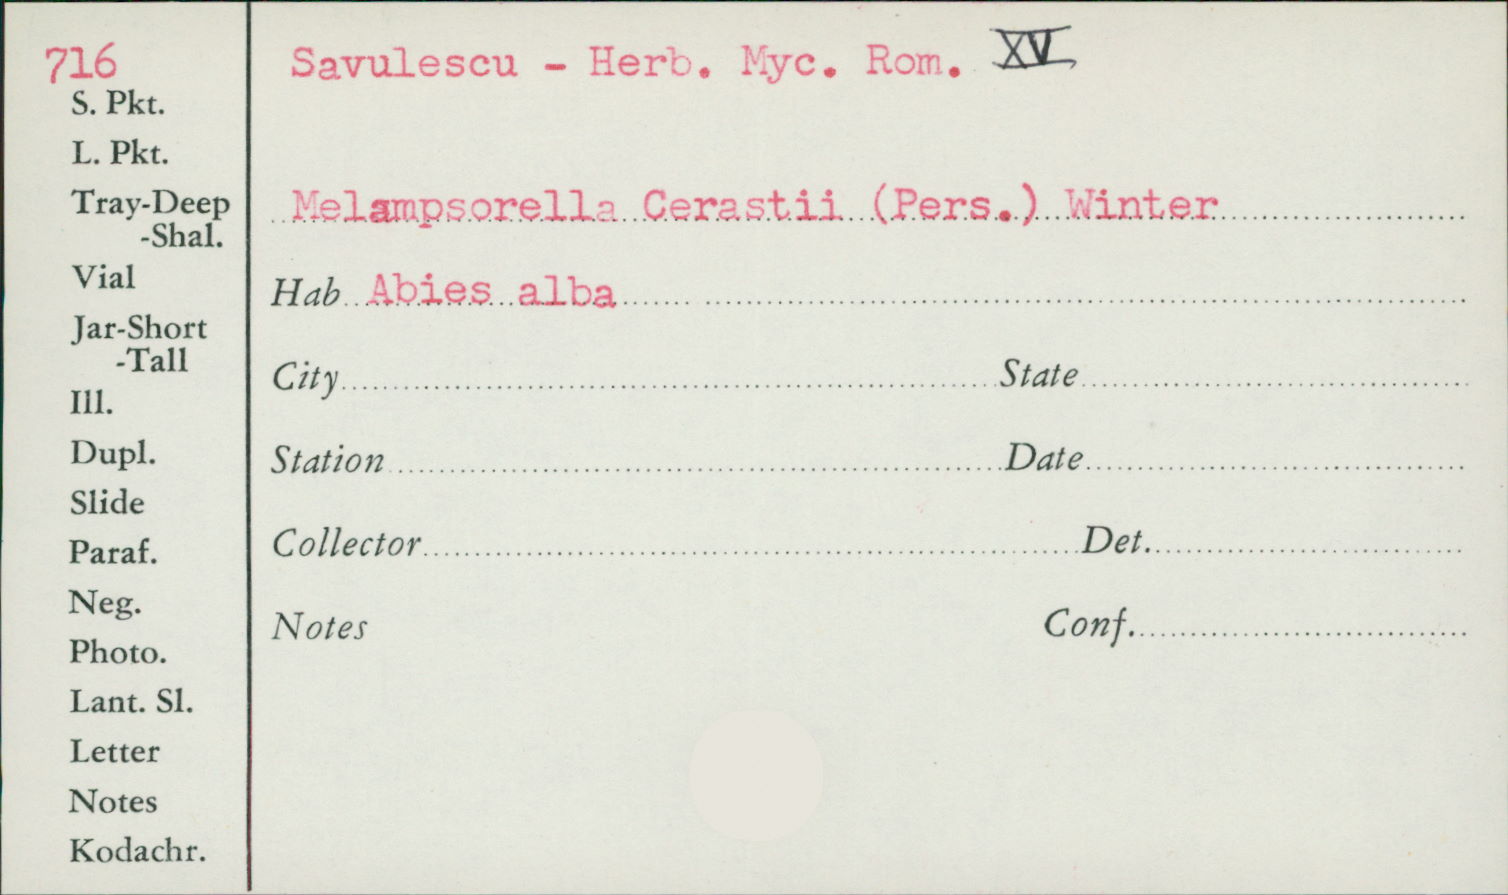 716
Savulescu - Herb. Myc. Rom. XV
S. Pkt.
L. Pkt.
Tray-Deep
-Shal.
Vial
Jar-Short
-Tall
Ill.
Dupl.
Slide
Paraf.
Neg.
Photo.
Lant. Sl.
Letter
Notes
Kodachr.
Melampsorella Cerastii (Pers.) Winter
Hab Abies alba
City State
Station Date
Collector Det.
Notes Conf.